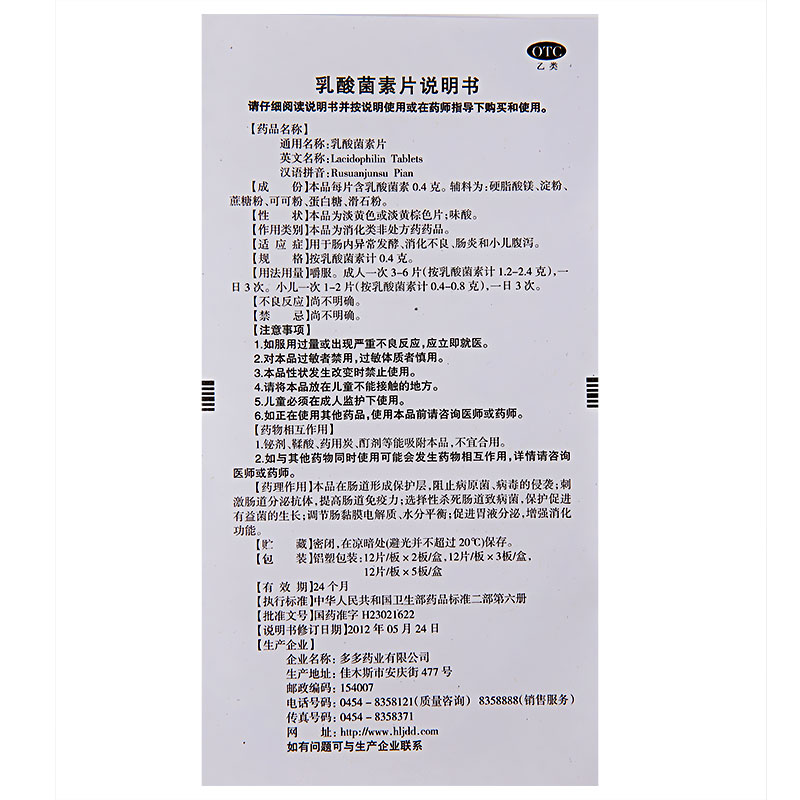 OTC
乙类
乳酸菌素片说明书
请仔细阅读说明书并按说明使用或在药师指导下购买和使用。
【药品名称】
通用名称:乳酸菌素片
英文名称:Lacidophilin Tablets
汉语拼音:Rusuanjunsu Pian
【成 份】本品每片含乳酸菌素 0.4 克。辅料为:硬脂酸镁、淀粉、
蔗糖粉、可可粉、蛋白糖、滑石粉。
【性 状】本品为淡黄色或淡黄棕色片;味酸。
【作用类别】本品为消化类非处方药药品。
【适 应 症】用于肠内异常发酵、消化不良、肠炎和小儿腹泻。
【规 格】按乳酸菌素计 0.4 克。
【用法用量】嚼服。成人一次 3-6 片(按乳酸菌素计 1.2-2.4 克),一
日 3 次。小儿一次 1-2 片(按乳酸菌素计 0.4-0.8 克),一日 3 次。
【不良反应】尚不明确。
【禁 忌】尚不明确。
【注意事项】
1.如服用过量或出现严重不良反应,应立即就医。
2.对本品过敏者禁用,过敏体质者慎用。
3.本品性状发生改变时禁止使用。
4.请将本品放在儿童不能接触的地方。
5.儿童必须在成人监护下使用。
6.如正在使用其他药品,使用本品前请咨询医师或药师。
【药物相互作用】
1.铋剂、鞣酸、药用炭、酊剂等能吸附本品,不宜合用。
2.如与其他药物同时使用可能会发生药物相互作用,详情请咨询
医师或药师。
【药理作用】本品在肠道形成保护层,阻止病原菌、病毒的侵袭;刺
激肠道分泌抗体,提高肠道免疫力;选择性杀死肠道致病菌,保护促进
有益菌的生长;调节肠黏膜电解质、水分平衡;促进胃液分泌,增强消化
功能。
【贮 藏】密闭,在凉暗处(避光并不超过 20℃)保存。
【包 装】铝塑包装:12片/板×2板/盒,12片/板×3板/盒,
12片/板×5板/盒
【有 效 期】24 个月
【执行标准】中华人民共和国卫生部药品标准二部第六册
【批准文号】国药准字 H23021622
【说明书修订日期】2012 年 05 月 24 日
【生产企业】
企业名称:多多药业有限公司
生产地址:佳木斯市安庆街 477 号
邮政编码:154007
电话号码:0454-8358121(质量咨询) 8358888(销售服务)
传真号码:0454-8358371
网 址:http://www.hljdd.com
如有问题可与生产企业联系